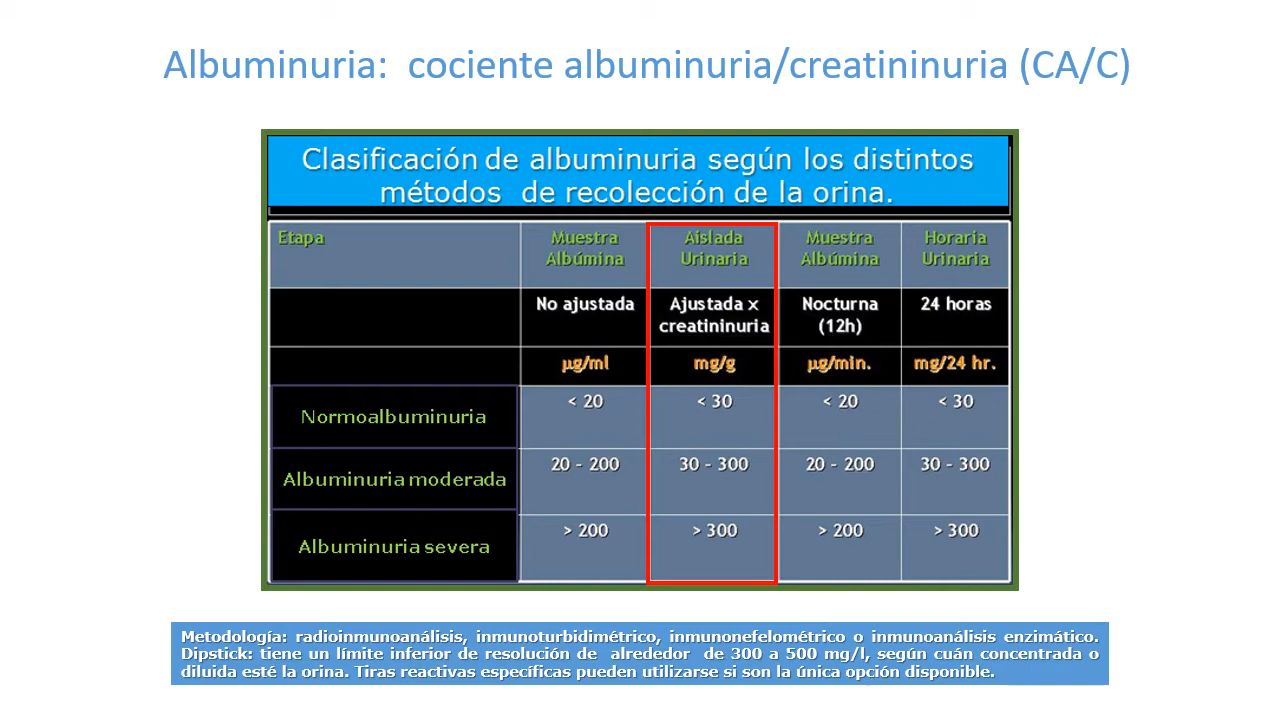 Albuminuria: cociente albuminuria/creatininuria (CA/C)
Clasificación de albuminuria según los distintos
métodos de recolección de la orina.
Etapa Muestra Albúmina Aislada Urinaria Muestra Albúmina Horaria Urinaria
No ajustada Ajustada x creatininuria Nocturna (12h) 24 horas
µg/ml mg/g µg/min. mg/24 hr.
Normoalbuminuria < 20 < 30 < 20 < 30
Albuminuria moderada 20 - 200 30 - 300 20 - 200 30 - 300
Albuminuria severa > 200 > 300 > 200 > 300
Metodología: radioinmunoanálisis, inmunoturbidimétrico, inmunonefelométrico o inmunoanálisis enzimático.
Dipstick: tiene un límite inferior de resolución de alrededor de 300 a 500 mg/l, según cuán concentrada o
diluida esté la orina. Tiras reactivas específicas pueden utilizarse si son la única opción disponible.